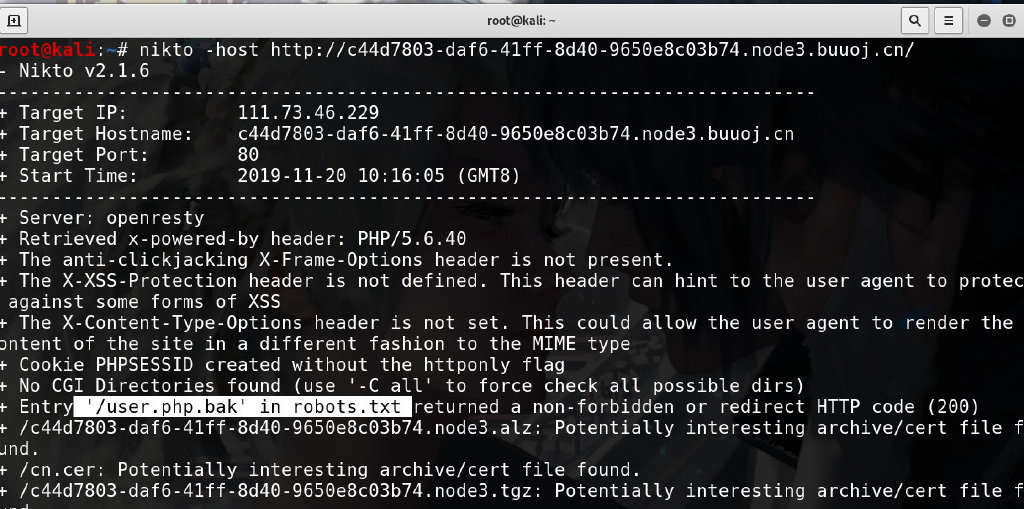 root@kali: ~
root@kali:~# nikto -host http://c44d7803-daf6-41ff-8d40-9650e8c03b74.node3.buuoj.cn/
- Nikto v2.1.6
---------------------------------------------------------------------------
+ Target IP:          111.73.46.229
+ Target Hostname:    c44d7803-daf6-41ff-8d40-9650e8c03b74.node3.buuoj.cn
+ Target Port:        80
+ Start Time:         2019-11-20 10:16:05 (GMT8)
---------------------------------------------------------------------------
+ Server: openresty
+ Retrieved x-powered-by header: PHP/5.6.40
+ The anti-clickjacking X-Frame-Options header is not present.
+ The X-XSS-Protection header is not defined. This header can hint to the user agent to protec
against some forms of XSS
+ The X-Content-Type-Options header is not set. This could allow the user agent to render the
ontent of the site in a different fashion to the MIME type
+ Cookie PHPSESSID created without the httponly flag
+ No CGI Directories found (use '-C all' to force check all possible dirs)
+ Entry '/user.php.bak' in robots.txt returned a non-forbidden or redirect HTTP code (200)
+ /c44d7803-daf6-41ff-8d40-9650e8c03b74.node3.alz: Potentially interesting archive/cert file f
und.
+ /cn.cer: Potentially interesting archive/cert file found.
+ /c44d7803-daf6-41ff-8d40-9650e8c03b74.node3.tgz: Potentially interesting archive/cert file f